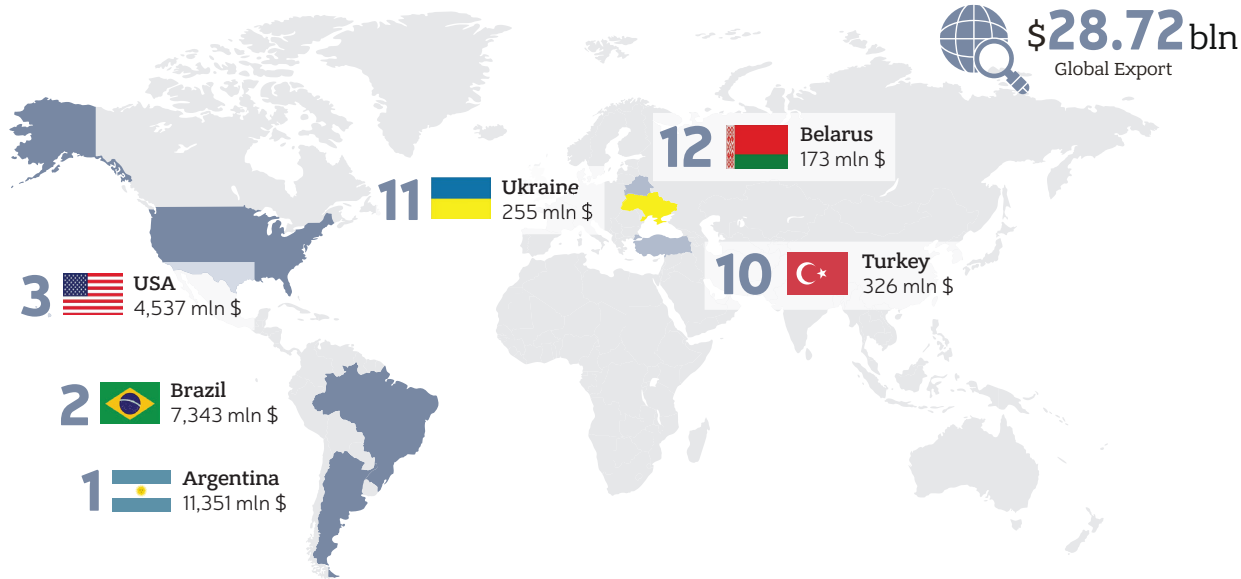 $28.72 bln
Global Export
12
Belarus
173 mln $
11
Ukraine
255 mln $
10
Turkey
326 mln $
3
USA
4,537 mln $
2
Brazil
7,343 mln $
1
Argentina
11,351 mln $